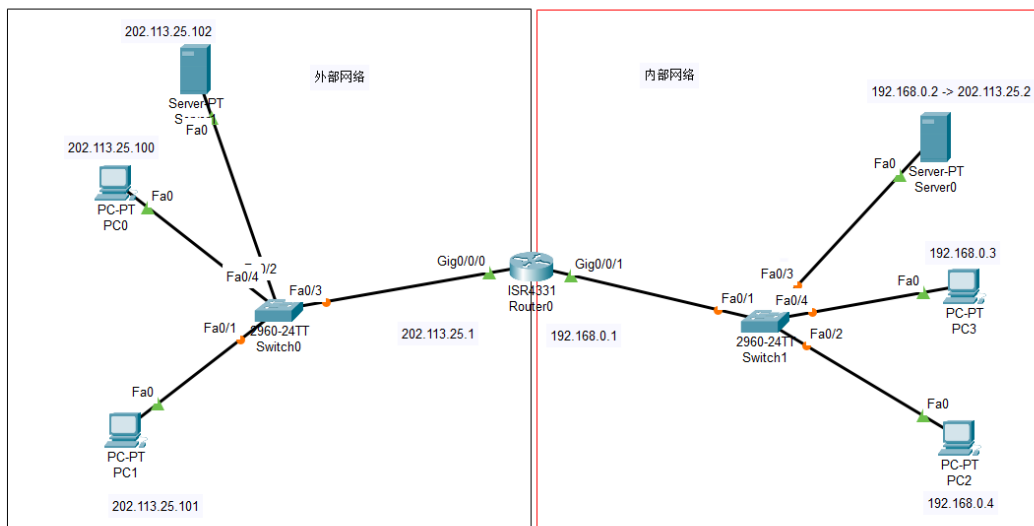 202.113.25.102
外部网络
内部网络
192.168.0.2 -> 202.113.25.2
Server-PT
Fa0
202.113.25.100
Fa0
PC-PT
PC0
Fa0
Server-PT
Server0
192.168.0.3
Fa0/4
Fa0/3
Gig0/0/0
Gig0/0/1
ISR4331
Router0
Fa0/3
Fa0/1
Fa0/4
Fa0
PC-PT
PC3
Fa0/1
2960-24TT
Switch0
202.113.25.1
192.168.0.1
Fa0/2
2960-24TT
Switch1
Fa0
PC-PT
PC1
Fa0
PC-PT
PC2
202.113.25.101
192.168.0.4